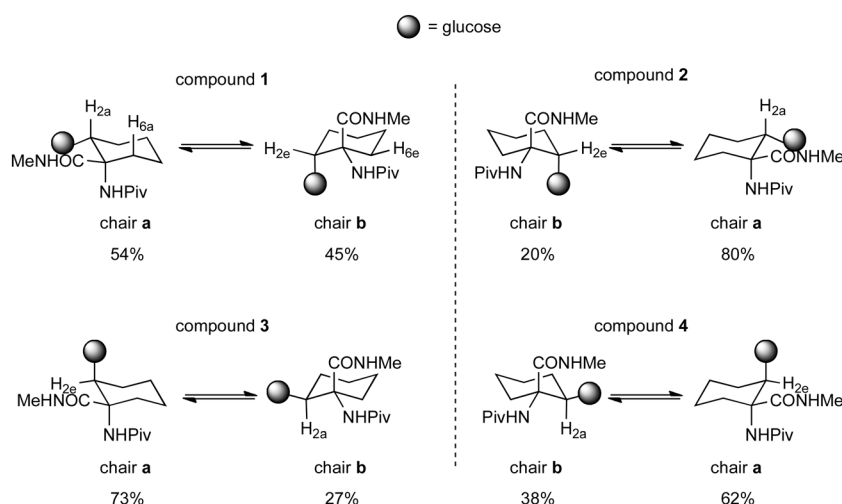 = glucose
compound 1
H2a
H6a
MeNHOC
NHPiv
chair a
54%
CONHMe
H2e
H6e
NHPiv
chair b
45%
compound 2
CONHMe
H2e
PivHN
chair b
20%
H2a
CONHMe
NHPiv
chair a
80%
compound 3
H2e
MeHNOC
NHPiv
chair a
73%
CONHMe
NHPiv
H2a
chair b
27%
compound 4
CONHMe
PivHN
H2a
chair b
38%
H2e
CONHMe
NHPiv
chair a
62%